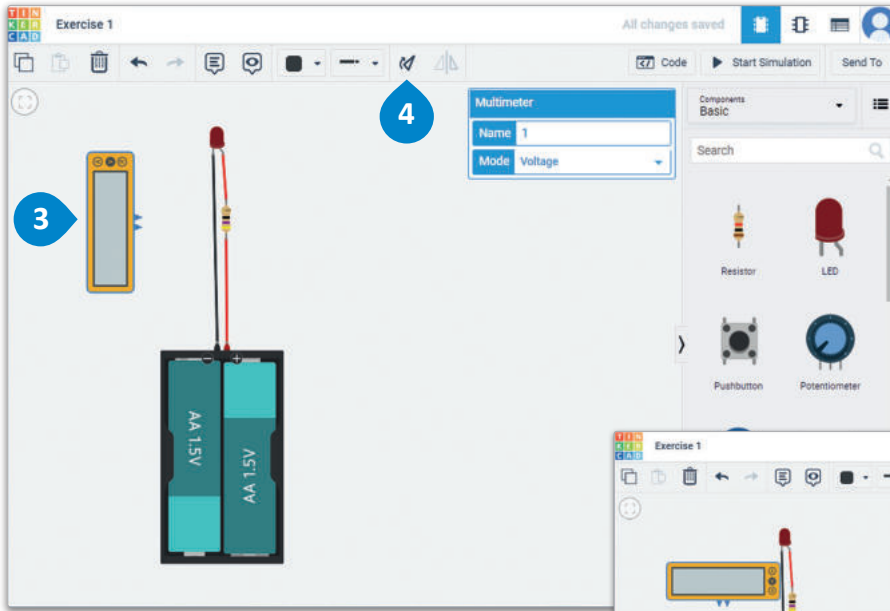 TIN
KER
CAD
Exercise 1
All changes saved
Code
Start Simulation
Send To
4
Multimeter
Name 1
Mode Voltage
Components
Basic
Search
3
Resistor
LED
Pushbutton
Potentiometer
AA 1.5V
AA 1.5V
TIN
KER
CAD
Exercise 1